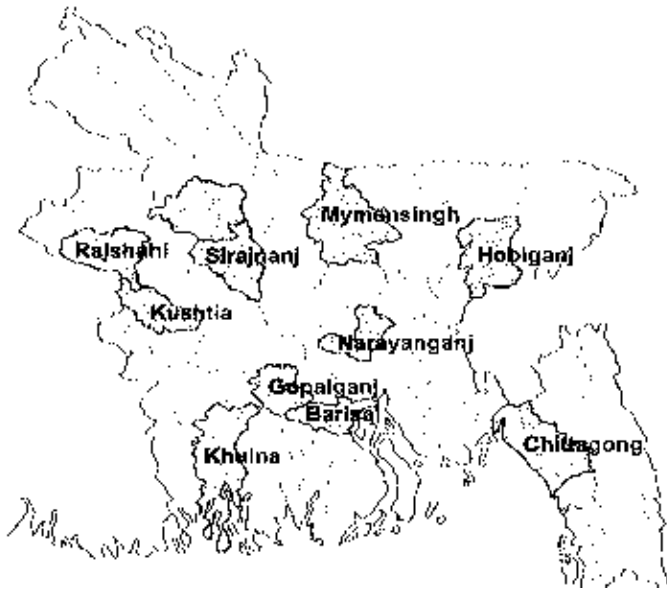 Mymensingh
Rajshahi
Sirajganj
Hobiganj
Kushtia
Narayanganj
Gopalganj
Barisal
Khulna
Chittagong